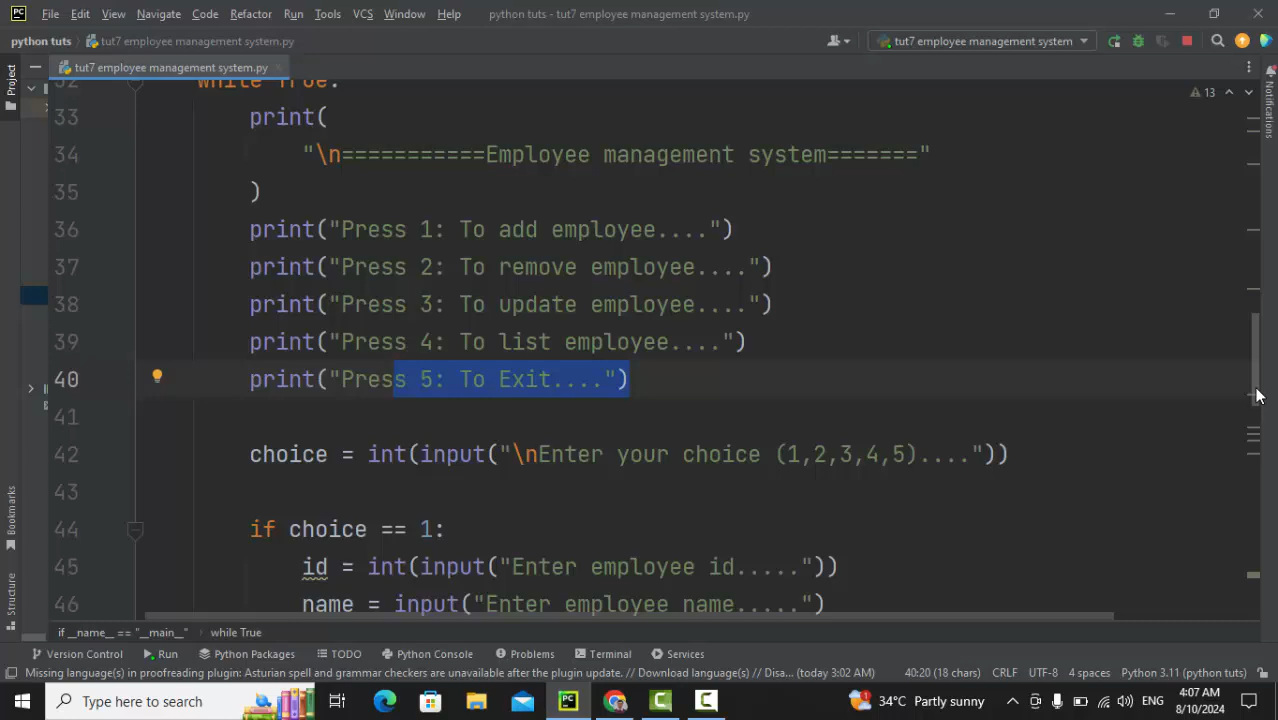 PC File Edit View Navigate Code Refactor Run Tools VCS Window Help python tuts - tut7 employee management system.py
python tuts tut7 employee management system.py tut7 employee management system
tut7 employee management system.py
Project
Notifications
Bookmarks
Structure
13
32 while True:
33 print(
34 "\n===========Employee management system======="
35 )
36 print("Press 1: To add employee....")
37 print("Press 2: To remove employee....")
38 print("Press 3: To update employee....")
39 print("Press 4: To list employee....")
40 print("Press 5: To Exit....")
41
42 choice = int(input("\nEnter your choice (1,2,3,4,5)...."))
43
44 if choice == 1:
45 id = int(input("Enter employee id....."))
46 name = input("Enter employee name.....")
if __name__ == "__main__" while True
Version Control Run Python Packages TODO Python Console Problems Terminal Services
Missing language(s) in proofreading plugin: Asturian spell and grammar checkers are unavailable after the plugin update. // Download language(s) // Disa... (today 3:02 AM) 40:20 (18 chars) CRLF UTF-8 4 spaces Python 3.11 (python tuts)
Type here to search PC 34°C Partly sunny ENG 4:07 AM
8/10/2024